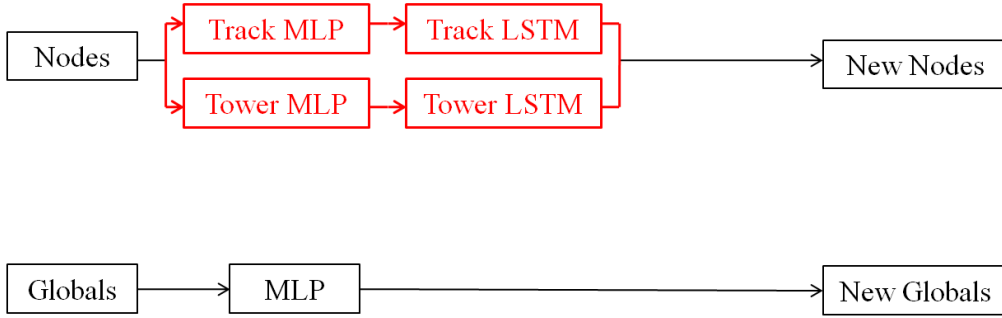 Track MLP
Track LSTM
Nodes
New Nodes
Tower MLP
Tower LSTM
Globals
MLP
New Globals